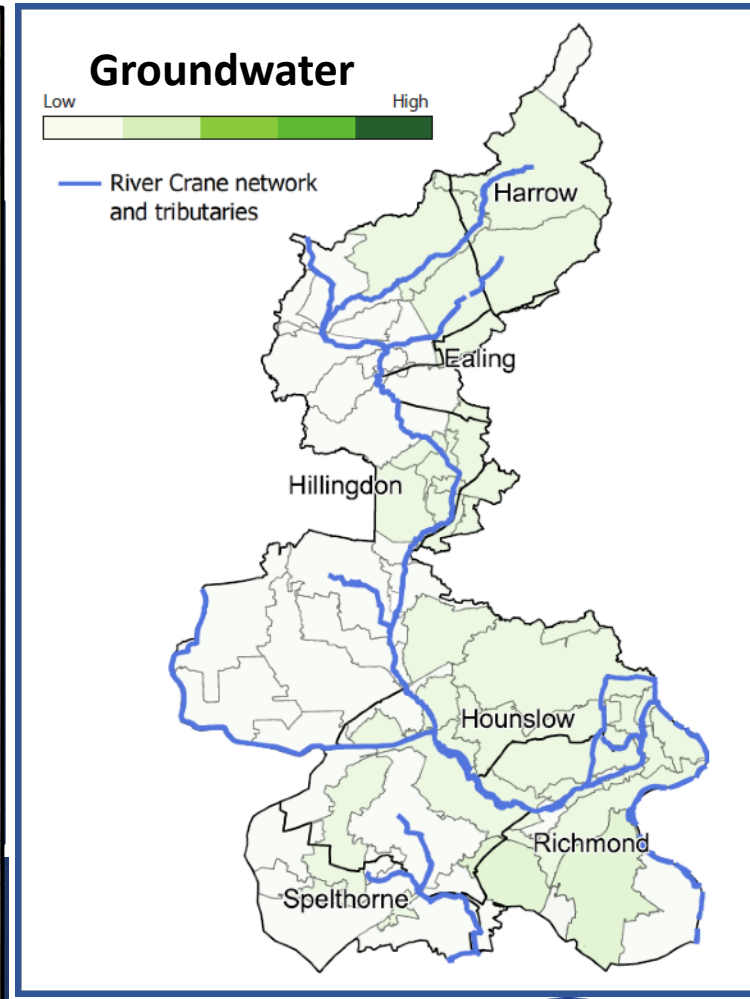 Groundwater
Low High
River Crane network
and tributaries
Harrow
Ealing
Hillingdon
Hounslow
Richmond
Spelthorne